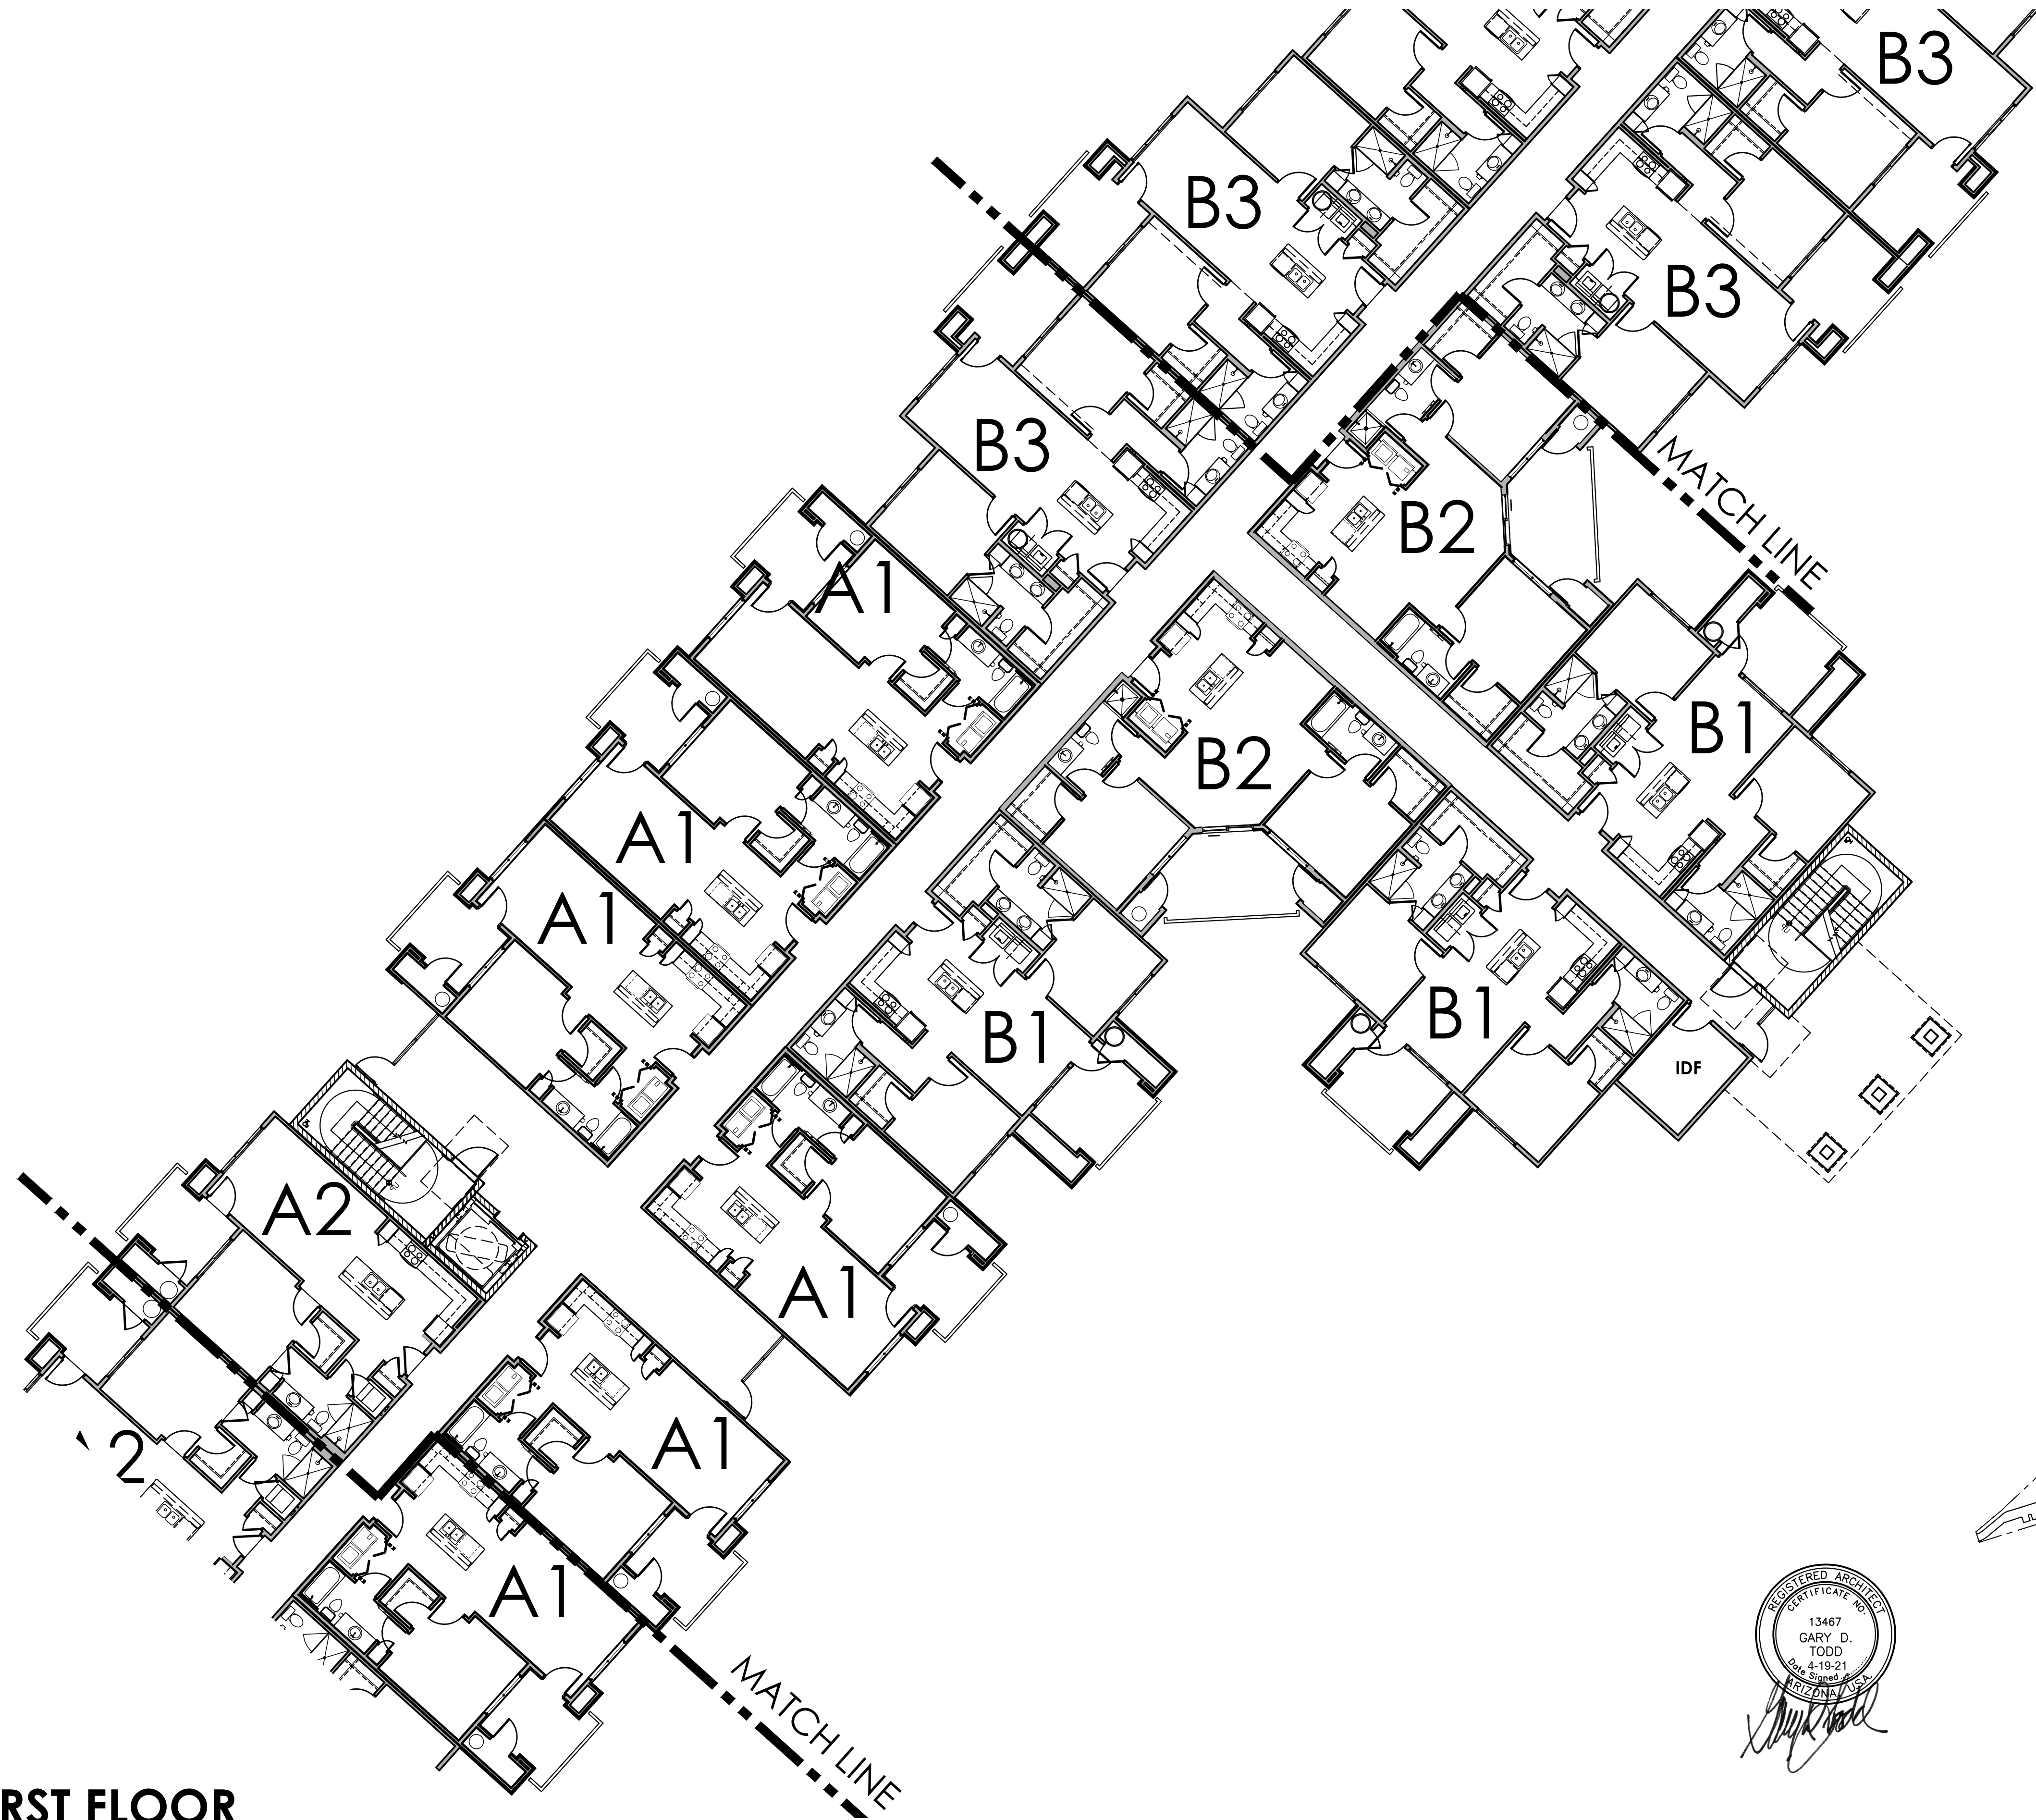 B3
B3
B3
B3
MATCH LINE
B2
A1
B1
B2
A1
A1
B1
B1
IDF
A2
A1
A1
2
A1
REGISTERED ARCHITECT
CERTIFICATE NO.
13467
GARY D.
TODD
4-19-21
Date Signed
ARIZONA, USA.
MATCH LINE
RST FLOOR